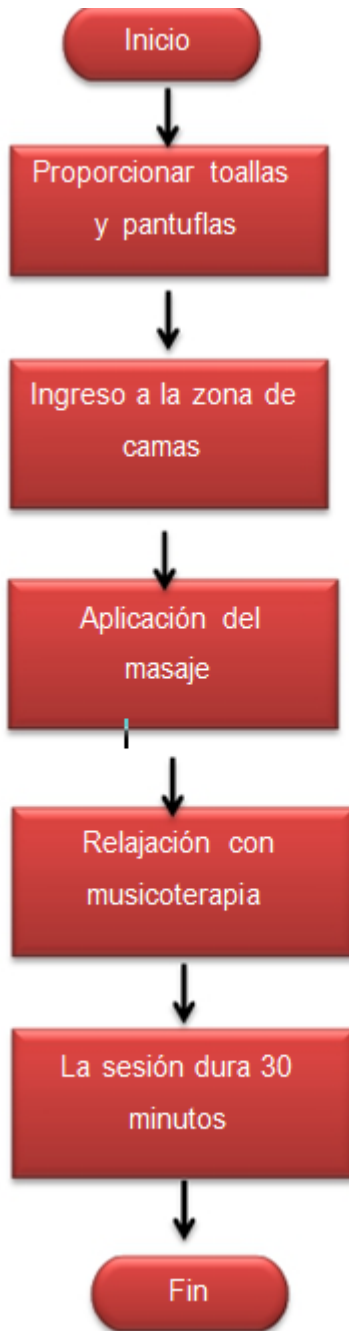 Inicio
Proporcionar toallas
y pantuflas
Ingreso a la zona de
camas
Aplicación del
masaje
Relajación con
musicoterapia
La sesión dura 30
minutos
Fin